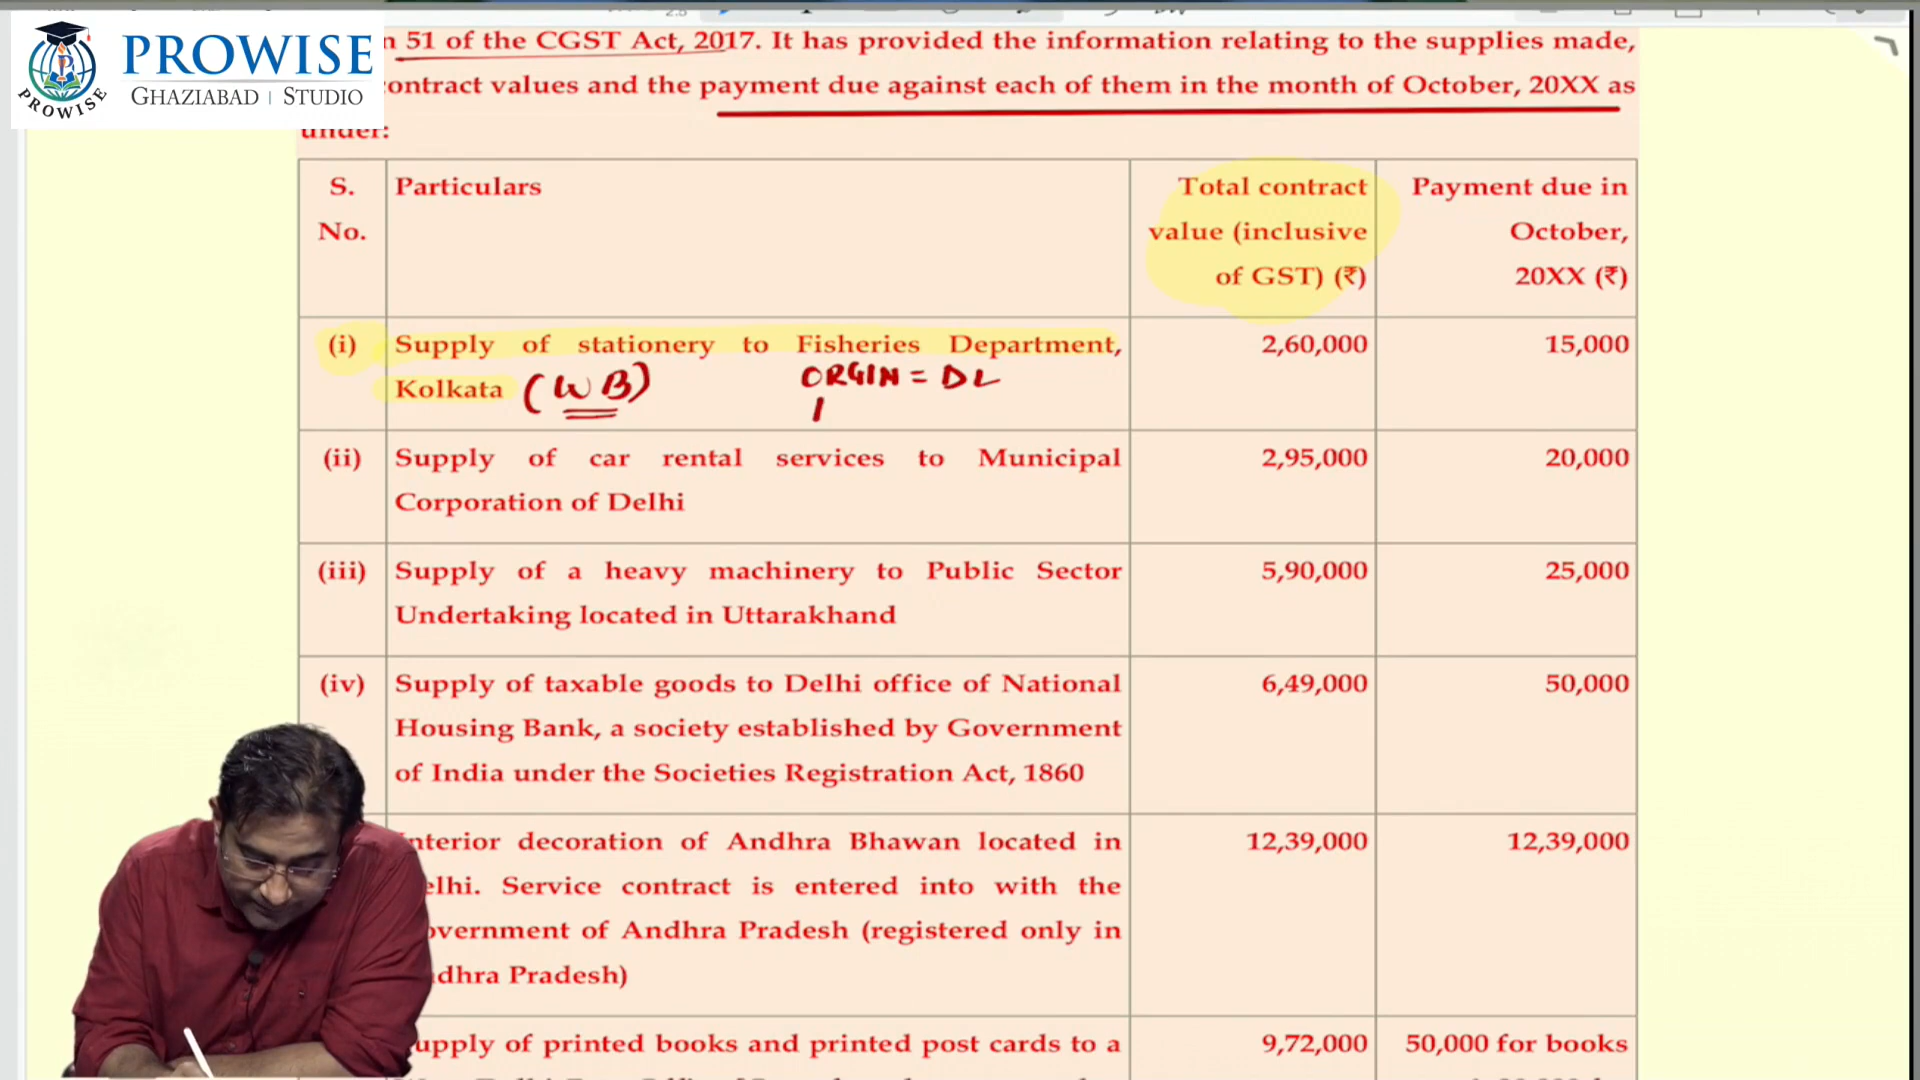 PROWISE
GHAZIABAD | STUDIO
PROWISE
n 51 of the CGST Act, 2017. It has provided the information relating to the supplies made,
ontract values and the payment due against each of them in the month of October, 20XX as
under:
S. No.
Particulars
Total contract value (inclusive of GST) (₹)
Payment due in October, 20XX (₹)
(i) Supply of stationery to Fisheries Department, 2,60,000 15,000
Kolkata (WB) ORGIN = DL
(ii) Supply of car rental services to Municipal 2,95,000 20,000
Corporation of Delhi
(iii) Supply of a heavy machinery to Public Sector 5,90,000 25,000
Undertaking located in Uttarakhand
(iv) Supply of taxable goods to Delhi office of National 6,49,000 50,000
Housing Bank, a society established by Government
of India under the Societies Registration Act, 1860
nterior decoration of Andhra Bhawan located in 12,39,000 12,39,000
elhi. Service contract is entered into with the
overnment of Andhra Pradesh (registered only in
dhra Pradesh)
upply of printed books and printed post cards to a 9,72,000 50,000 for books